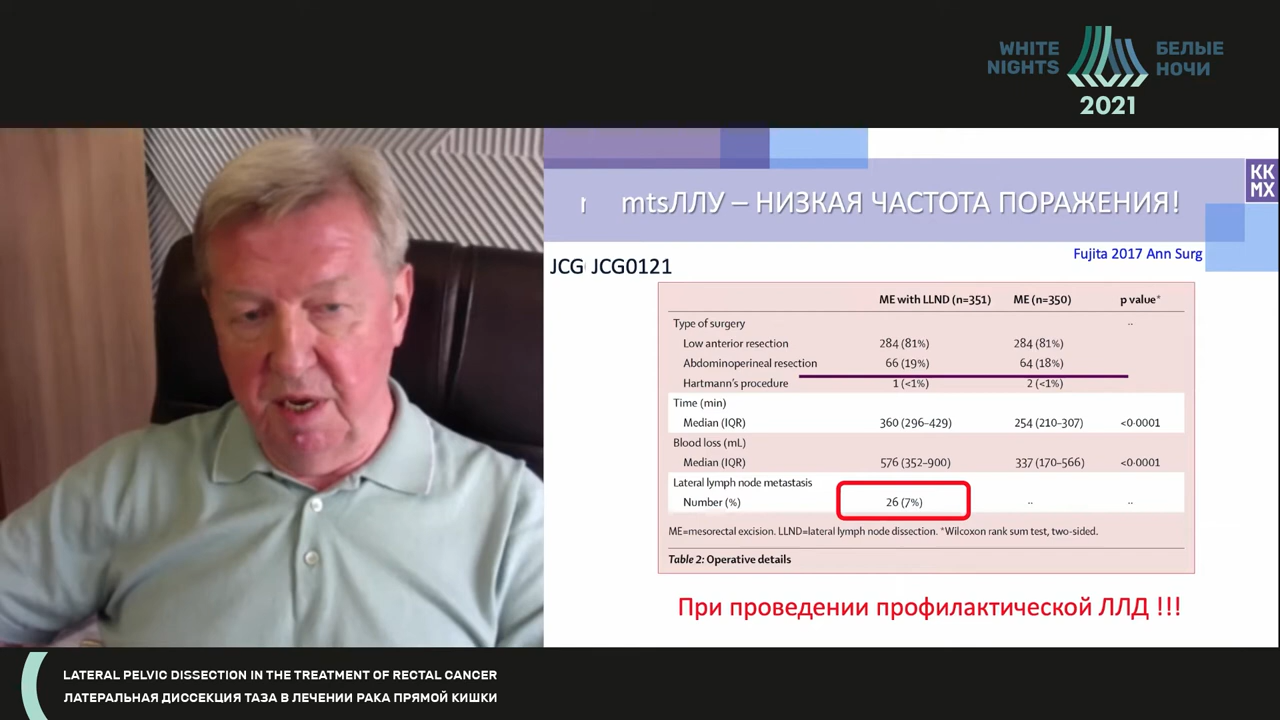 WHITE NIGHTS
БЕЛЫЕ НОЧИ
2021
KK
MX
mtsЛЛУ – НИЗКАЯ ЧАСТОТА ПОРАЖЕНИЯ!
Fujita 2017 Ann Surg
JCG JCG0121
ME with LLND (n=351) ME (n=350) p value*
Type of surgery ..
Low anterior resection 284 (81%) 284 (81%)
Abdominoperineal resection 66 (19%) 64 (18%)
Hartmann's procedure 1 (<1%) 2 (<1%)
Time (min)
Median (IQR) 360 (296–429) 254 (210–307) <0·0001
Blood loss (mL)
Median (IQR) 576 (352–900) 337 (170–566) <0·0001
Lateral lymph node metastasis
Number (%) 26 (7%) .. ..
ME=mesorectal excision. LLND=lateral lymph node dissection. *Wilcoxon rank sum test, two-sided.
Table 2: Operative details
При проведении профилактической ЛЛД !!!
LATERAL PELVIC DISSECTION IN THE TREATMENT OF RECTAL CANCER
ЛАТЕРАЛЬНАЯ ДИССЕКЦИЯ ТАЗА В ЛЕЧЕНИИ РАКА ПРЯМОЙ КИШКИ